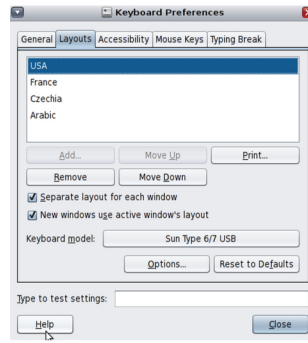 Keyboard Preferences
General Layouts Accessibility Mouse Keys Typing Break
USA
France
Czechia
Arabic
Add... Move Up Print...
Remove Move Down
Separate layout for each window
New windows use active window's layout
Keyboard model: Sun Type 6/7 USB
Options... Reset to Defaults
Type to test settings:
Help Close